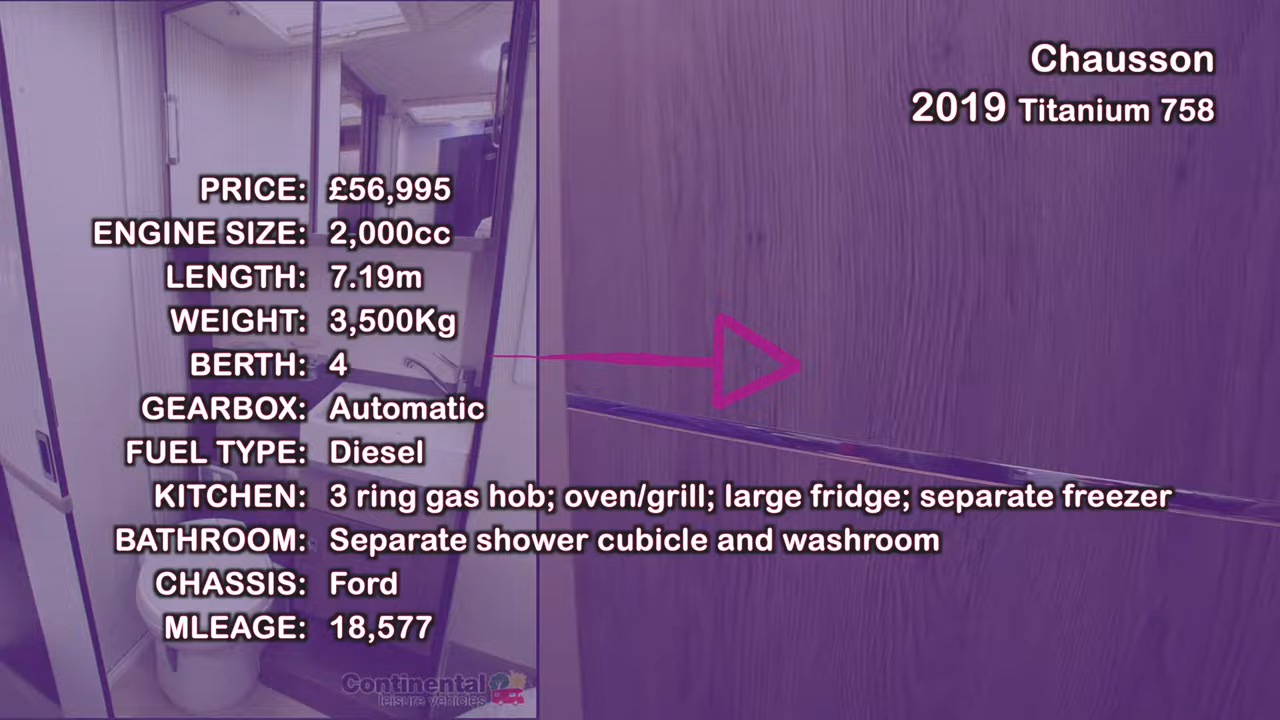 Chausson
2019 Titanium 758
PRICE: £56,995
ENGINE SIZE: 2,000cc
LENGTH: 7.19m
WEIGHT: 3,500Kg
BERTH: 4
GEARBOX: Automatic
FUEL TYPE: Diesel
KITCHEN: 3 ring gas hob; oven/grill; large fridge; separate freezer
BATHROOM: Separate shower cubicle and washroom
CHASSIS: Ford
MLEAGE: 18,577
Continental
leisure vehicles